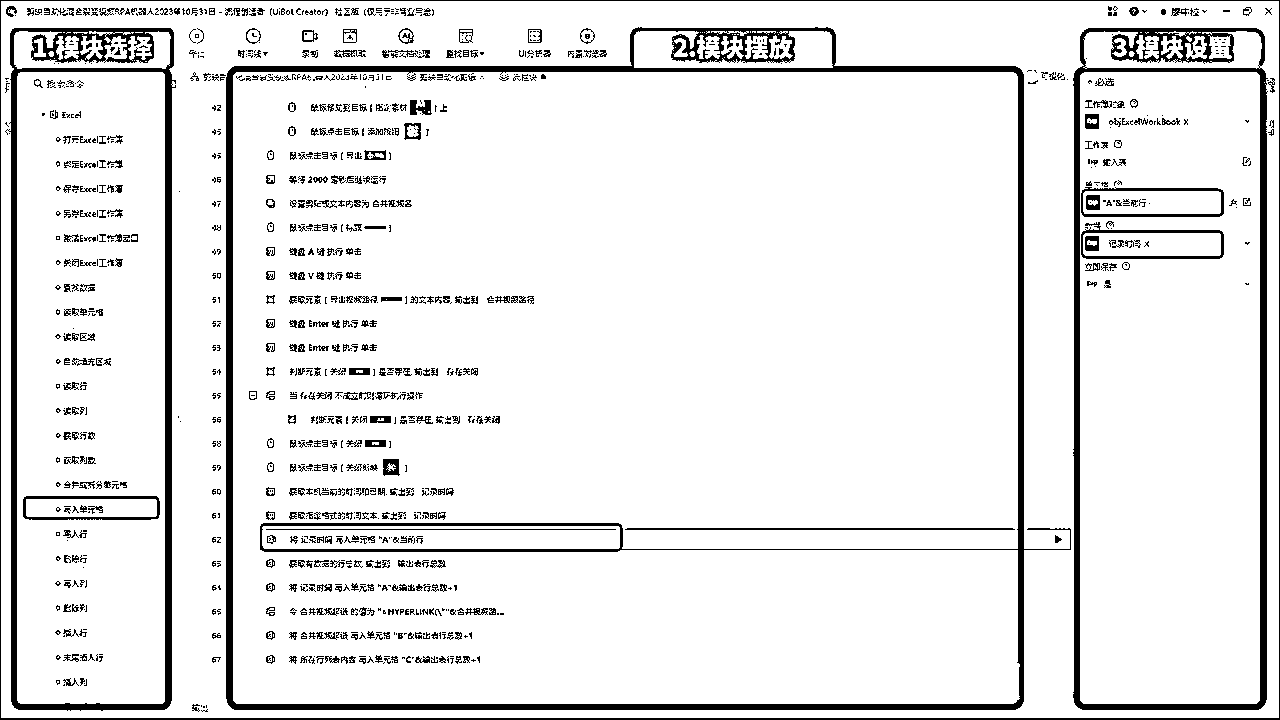 剪映自动化混合裂变视频RPA机器人2023年10月31日 - 流程创造者 (UiBot Creator) 社区版 (仅用于非商业用途)
1.模块选择
时间线
录制
数据抓取
智能文档处理
查找目标
UI分析器
内置浏览器
2.模块摆放
3.模块设置
搜索命令
Excel
打开Excel工作簿
绑定Excel工作簿
保存Excel工作簿
另存Excel工作簿
激活Excel工作簿窗口
关闭Excel工作簿
查找数据
读取单元格
读取区域
自动填充区域
读取行
读取列
获取行数
获取列数
合并或拆分单元格
写入单元格
写入行
删除行
写入列
删除列
插入行
末尾插入行
插入列
输出
流程块
可视化
42 鼠标移动到目标 [ 指定素材 ] 上
鼠标点击目标 [ 添加按钮 ]
鼠标点击目标 [ 导出 ]
46 等待 2000 毫秒后继续运行
47 设置剪贴板文本内容为 合并视频名
48 鼠标点击目标 [ 标题 ]
49 键盘 A 键 执行 单击
50 键盘 V 键 执行 单击
51 获取元素 [ 导出视频路径 ] 的文本内容, 输出到 合并视频路径
52 键盘 Enter 键 执行 单击
53 键盘 Enter 键 执行 单击
54 判断元素 [ 关闭 ] 是否存在, 输出到 存在关闭
55 当 存在关闭 不成立时则循环执行操作
56 判断元素 [ 关闭 ] 是否存在, 输出到 存在关闭
58 鼠标点击目标 [ 关闭 ]
59 鼠标点击目标 [ 关闭剪映 ]
60 获取本机当前的时间和日期, 输出到 记录时间
61 获取指定格式的时间文本, 输出到 记录时间
62 将 记录时间 写入单元格 "A"&当前行
63 获取有数据的行总数, 输出到 输出表行总数
64 将 记录时间 写入单元格 "A"&输出表行总数+1
65 令 合并视频超链 的值为 "=HYPERLINK(\""&合并视频路...
66 将 合并视频超链 写入单元格 "B"&输出表行总数+1
67 将 所在行列表内容 写入单元格 "C"&输出表行总数+1
必选
工作簿对象
objExcelWorkBook X
工作表
输入表
单元格
"A"&当前行
数据
记录时间 X
立即保存
是